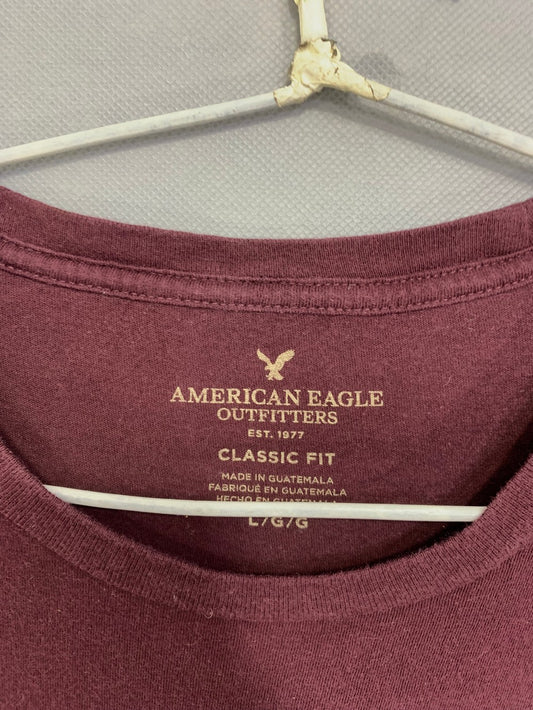 AMERICAN EAGLE
OUTFITTERS
EST. 1977
CLASSIC FIT
MADE IN GUATEMALA
FABRIQUÉ EN GUATEMALA
HECHO EN GUATEMALA
L/G/G